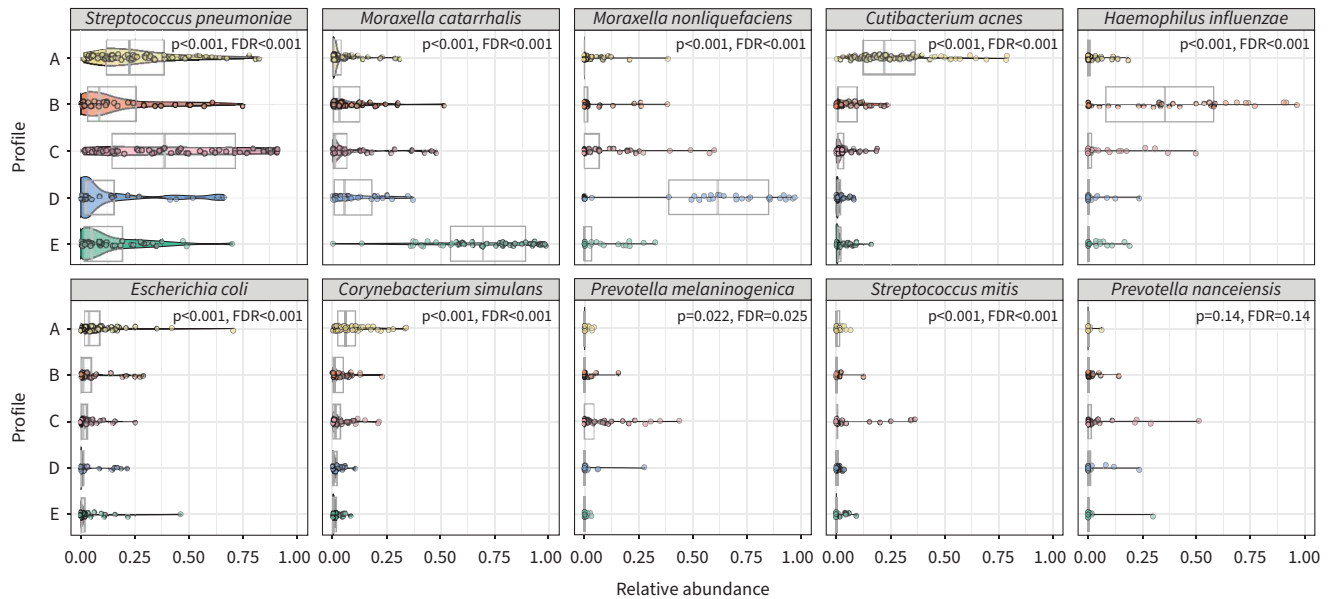 Streptococcus pneumoniae Moraxella catarrhalis Moraxella nonliquefaciens Cutibacterium acnes Haemophilus influenzae
p<0.001, FDR<0.001 p<0.001, FDR<0.001 p<0.001, FDR<0.001 p<0.001, FDR<0.001 p<0.001, FDR<0.001
A
B
Profile
C
D
E
Escherichia coli Corynebacterium simulans Prevotella melaninogenica Streptococcus mitis Prevotella nanceiensis
p<0.001, FDR<0.001 p<0.001, FDR<0.001 p=0.022, FDR=0.025 p<0.001, FDR<0.001 p=0.14, FDR=0.14
A
B
Profile
C
D
E
0.00 0.25 0.50 0.75 1.00 0.00 0.25 0.50 0.75 1.00 0.00 0.25 0.50 0.75 1.00 0.00 0.25 0.50 0.75 1.00 0.00 0.25 0.50 0.75 1.00
Relative abundance